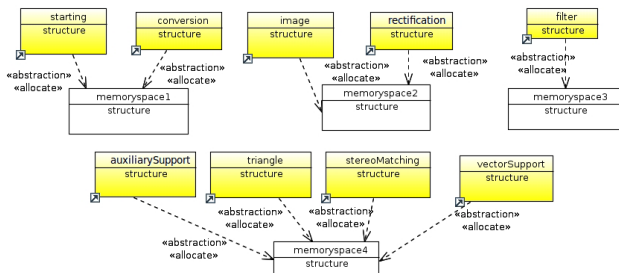 starting
structure
conversion
structure
image
structure
rectification
structure
filter
structure
«abstraction»
«allocate»
«abstraction»
«allocate»
«abstraction»
«allocate»
«abstraction»
«allocate»
«abstraction»
«allocate»
memoryspace1
structure
memoryspace2
structure
memoryspace3
structure
auxiliarySupport
structure
triangle
structure
stereoMatching
structure
vectorSupport
structure
«abstraction»
«allocate»
«abstraction»
«allocate»
«abstraction»
«allocate»
«abstraction»
«allocate»
memoryspace4
structure